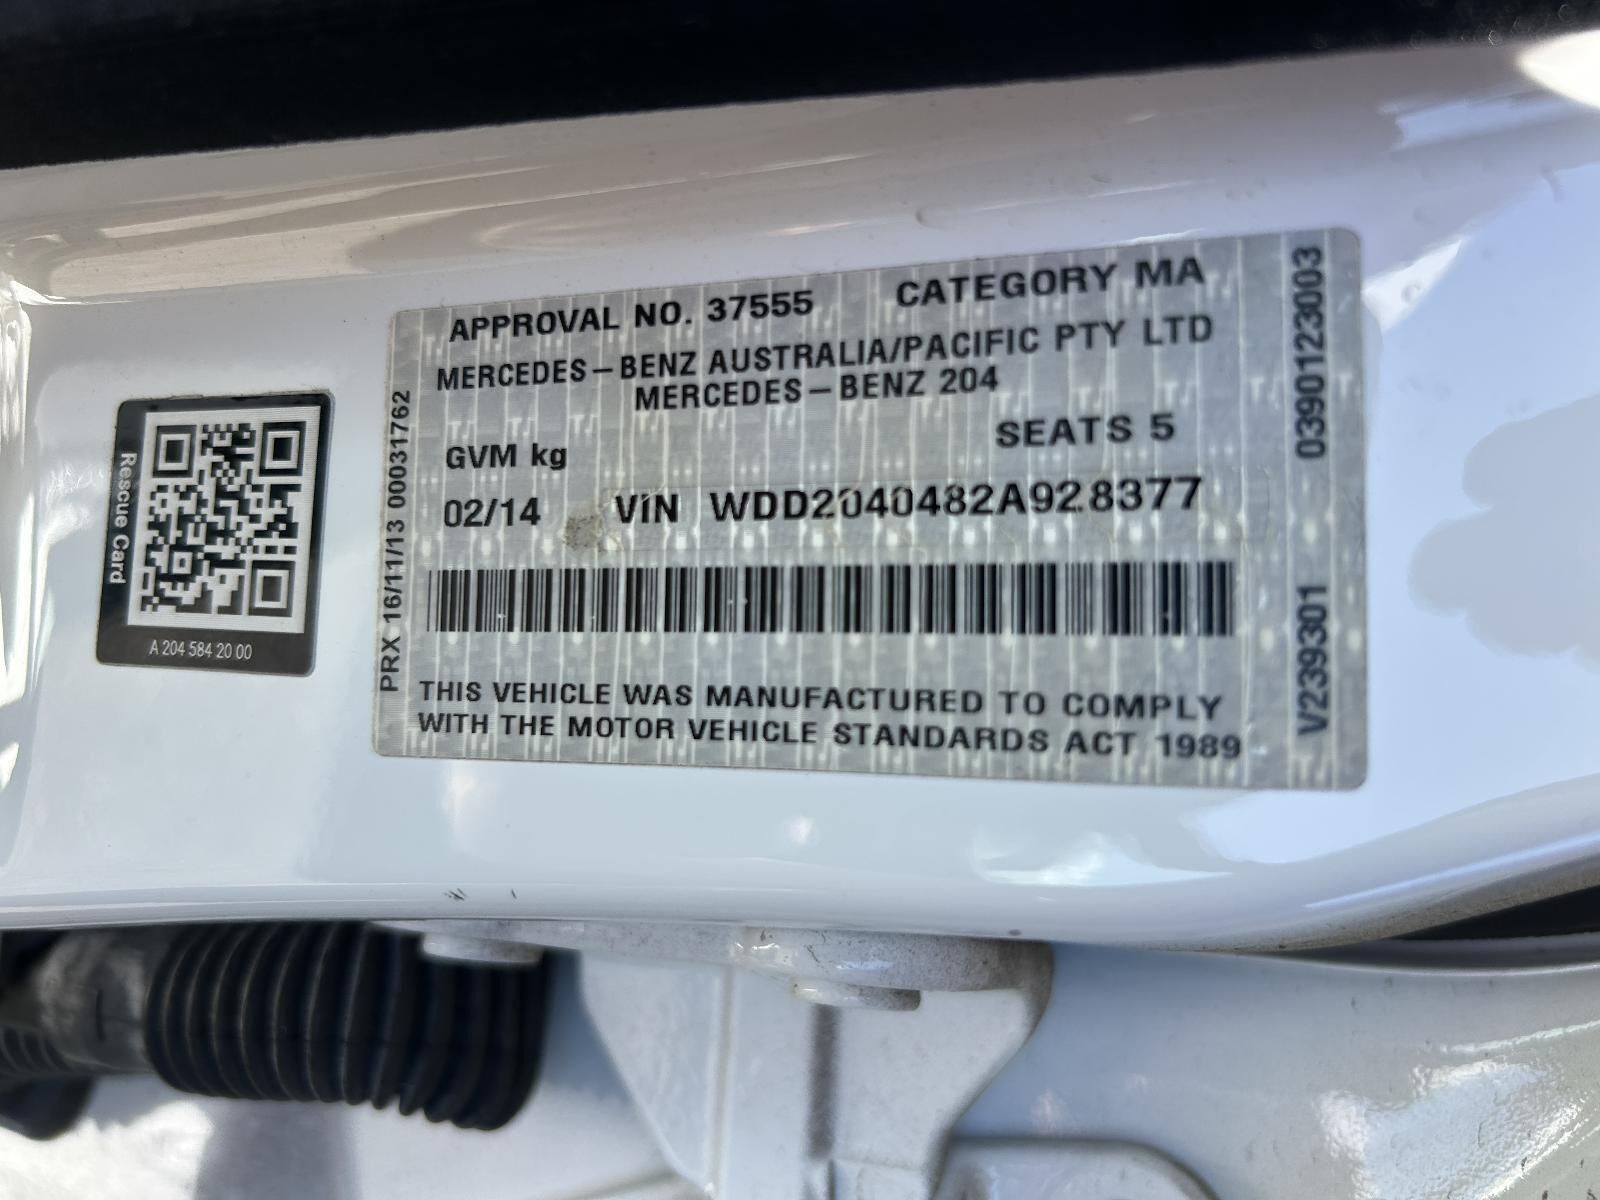 APPROVAL NO. 37555 CATEGORY MA
MERCEDES-BENZ AUSTRALIA/PACIFIC PTY LTD
MERCEDES-BENZ 204
SEATS 5
GVM kg
02/14 VIN WDD2040482A928377
THIS VEHICLE WAS MANUFACTURED TO COMPLY
WITH THE MOTOR VEHICLE STANDARDS ACT 1989
PRX 16/11/13 00031762
V239301 0390123003
Rescue Card
A 204 584 20 00